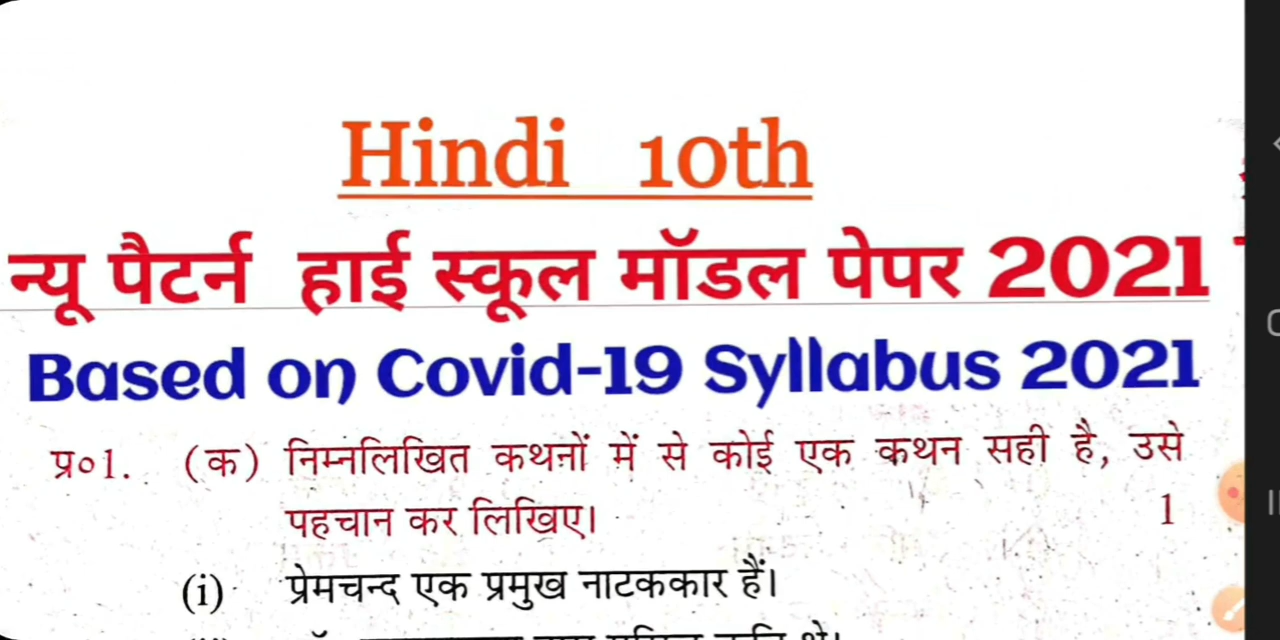 Hindi 10th
न्यू पैटर्न हाई स्कूल मॉडल पेपर 2021
Based on Covid-19 Syllabus 2021
प्र०1. (क) निम्नलिखित कथनों में से कोई एक कथन सही है, उसे
पहचान कर लिखिए। 1
(i) प्रेमचन्द एक प्रमुख नाटककार हैं।